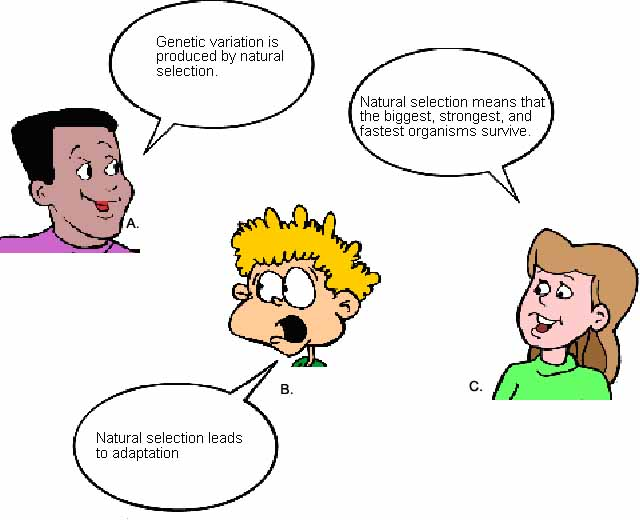 Genetic variation is
produced by natural
selection.
Natural selection means that
the biggest, strongest, and
fastest organisms survive.
A.
B.
C.
Natural selection leads
to adaptation